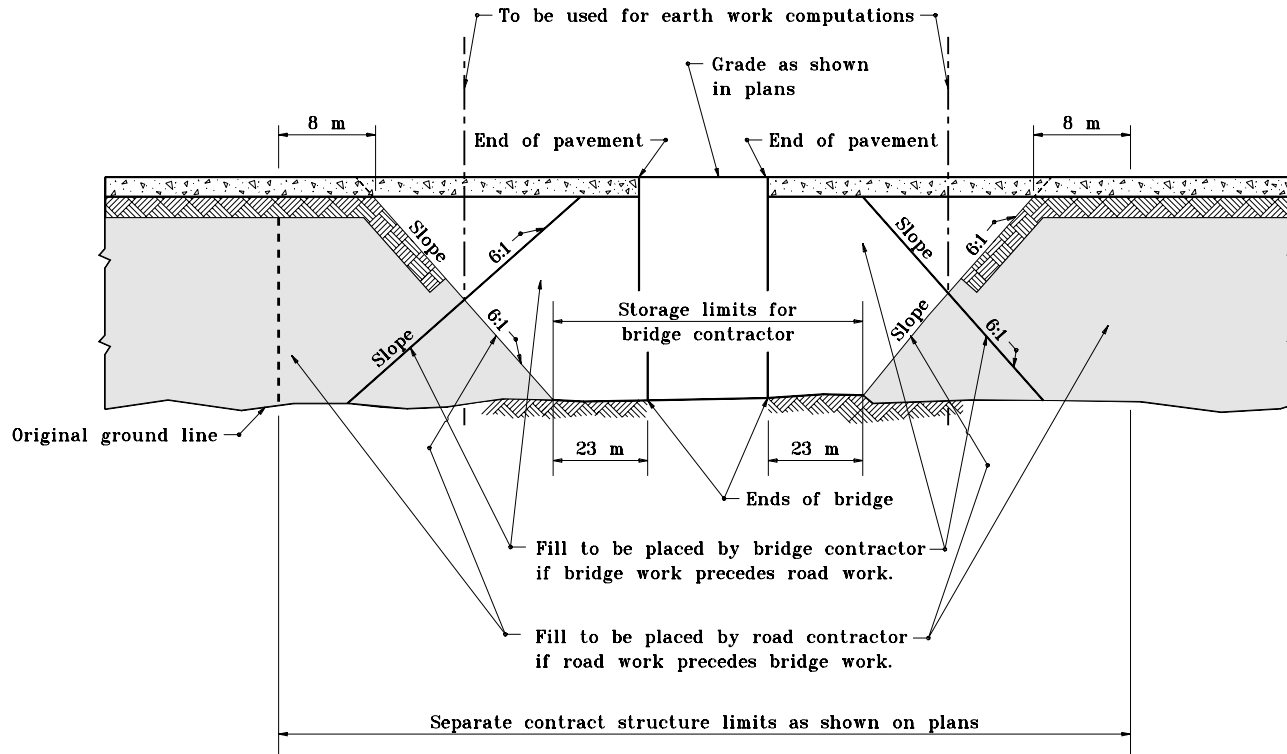 To be used for earth work computations
Grade as shown
in plans
8 m
8 m
End of pavement
End of pavement
Slope
6:1
Slope
6:1
Storage limits for
bridge contractor
Slope
6:1
Slope
6:1
Original ground line
23 m
23 m
Ends of bridge
Fill to be placed by bridge contractor
if bridge work precedes road work.
Fill to be placed by road contractor
if road work precedes bridge work.
Separate contract structure limits as shown on plans